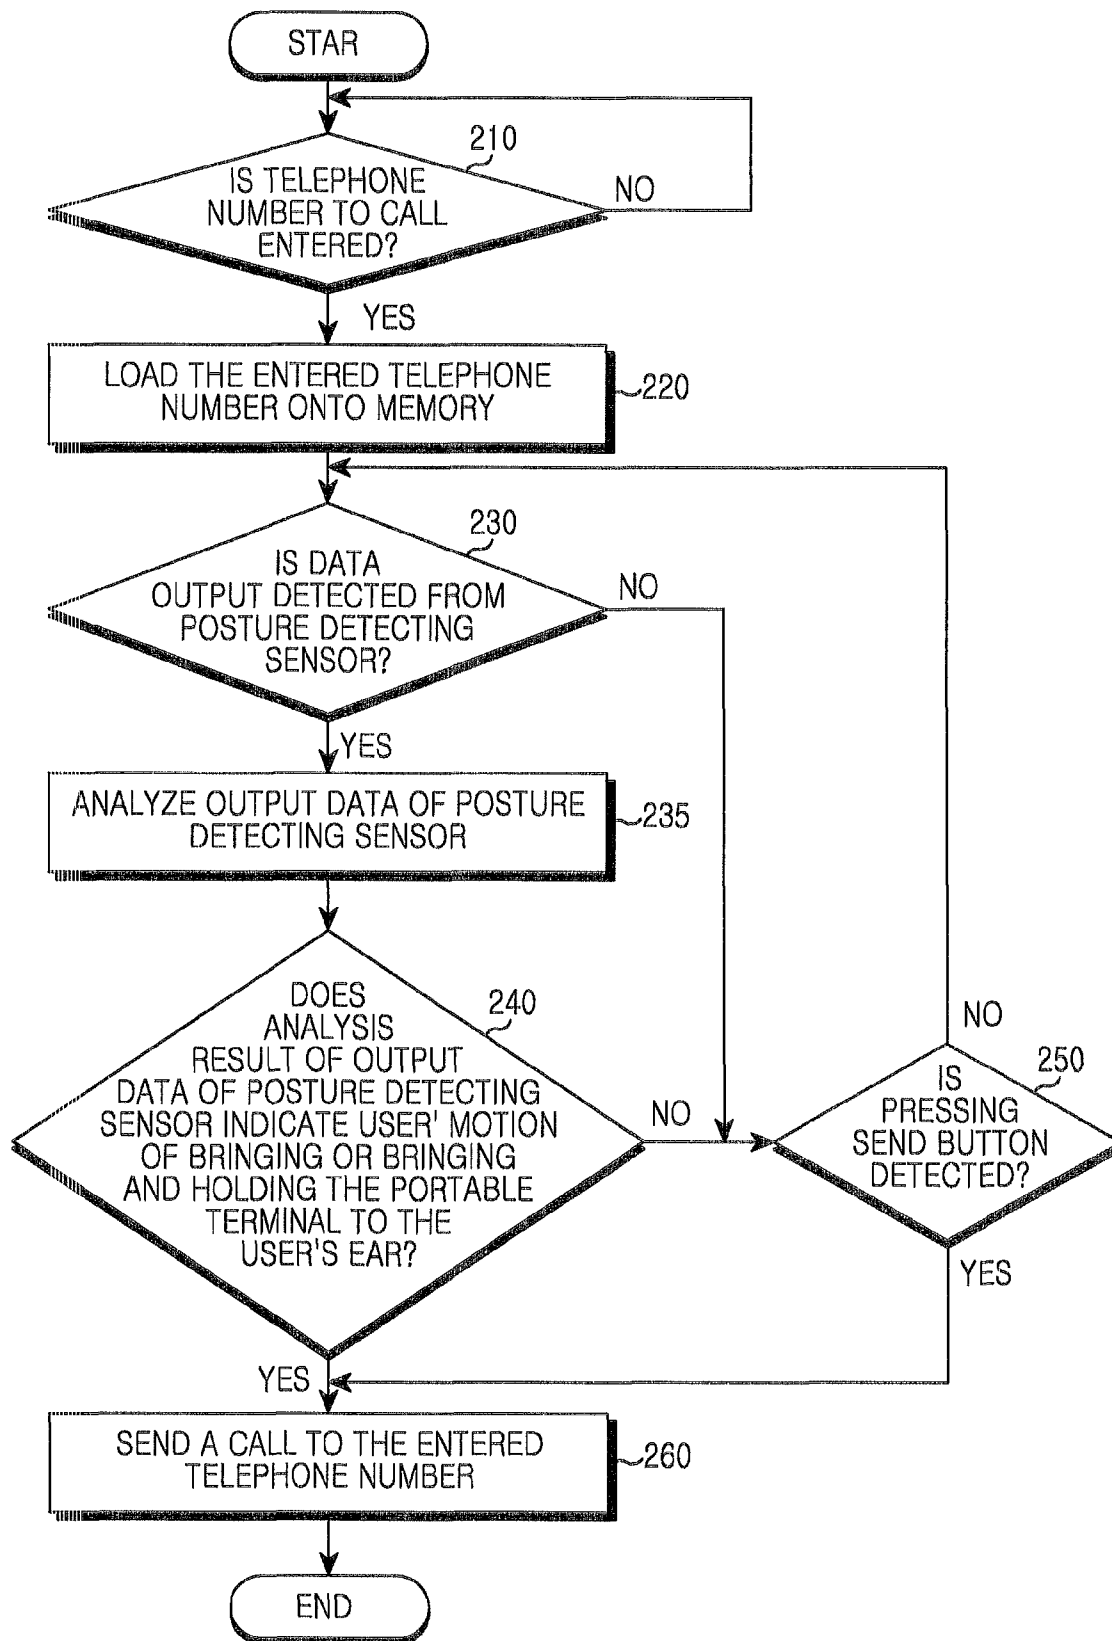 STAR
210
IS TELEPHONE
NUMBER TO CALL
ENTERED?
NO
YES
LOAD THE ENTERED TELEPHONE
NUMBER ONTO MEMORY
220
230
IS DATA
OUTPUT DETECTED FROM
POSTURE DETECTING
SENSOR?
NO
YES
ANALYZE OUTPUT DATA OF POSTURE
DETECTING SENSOR
235
DOES
ANALYSIS
RESULT OF OUTPUT
DATA OF POSTURE DETECTING
SENSOR INDICATE USER' MOTION
OF BRINGING OR BRINGING
AND HOLDING THE PORTABLE
TERMINAL TO THE
USER'S EAR?
240
NO
NO
250
IS
PRESSING
SEND BUTTON
DETECTED?
YES
YES
SEND A CALL TO THE ENTERED
TELEPHONE NUMBER
260
END